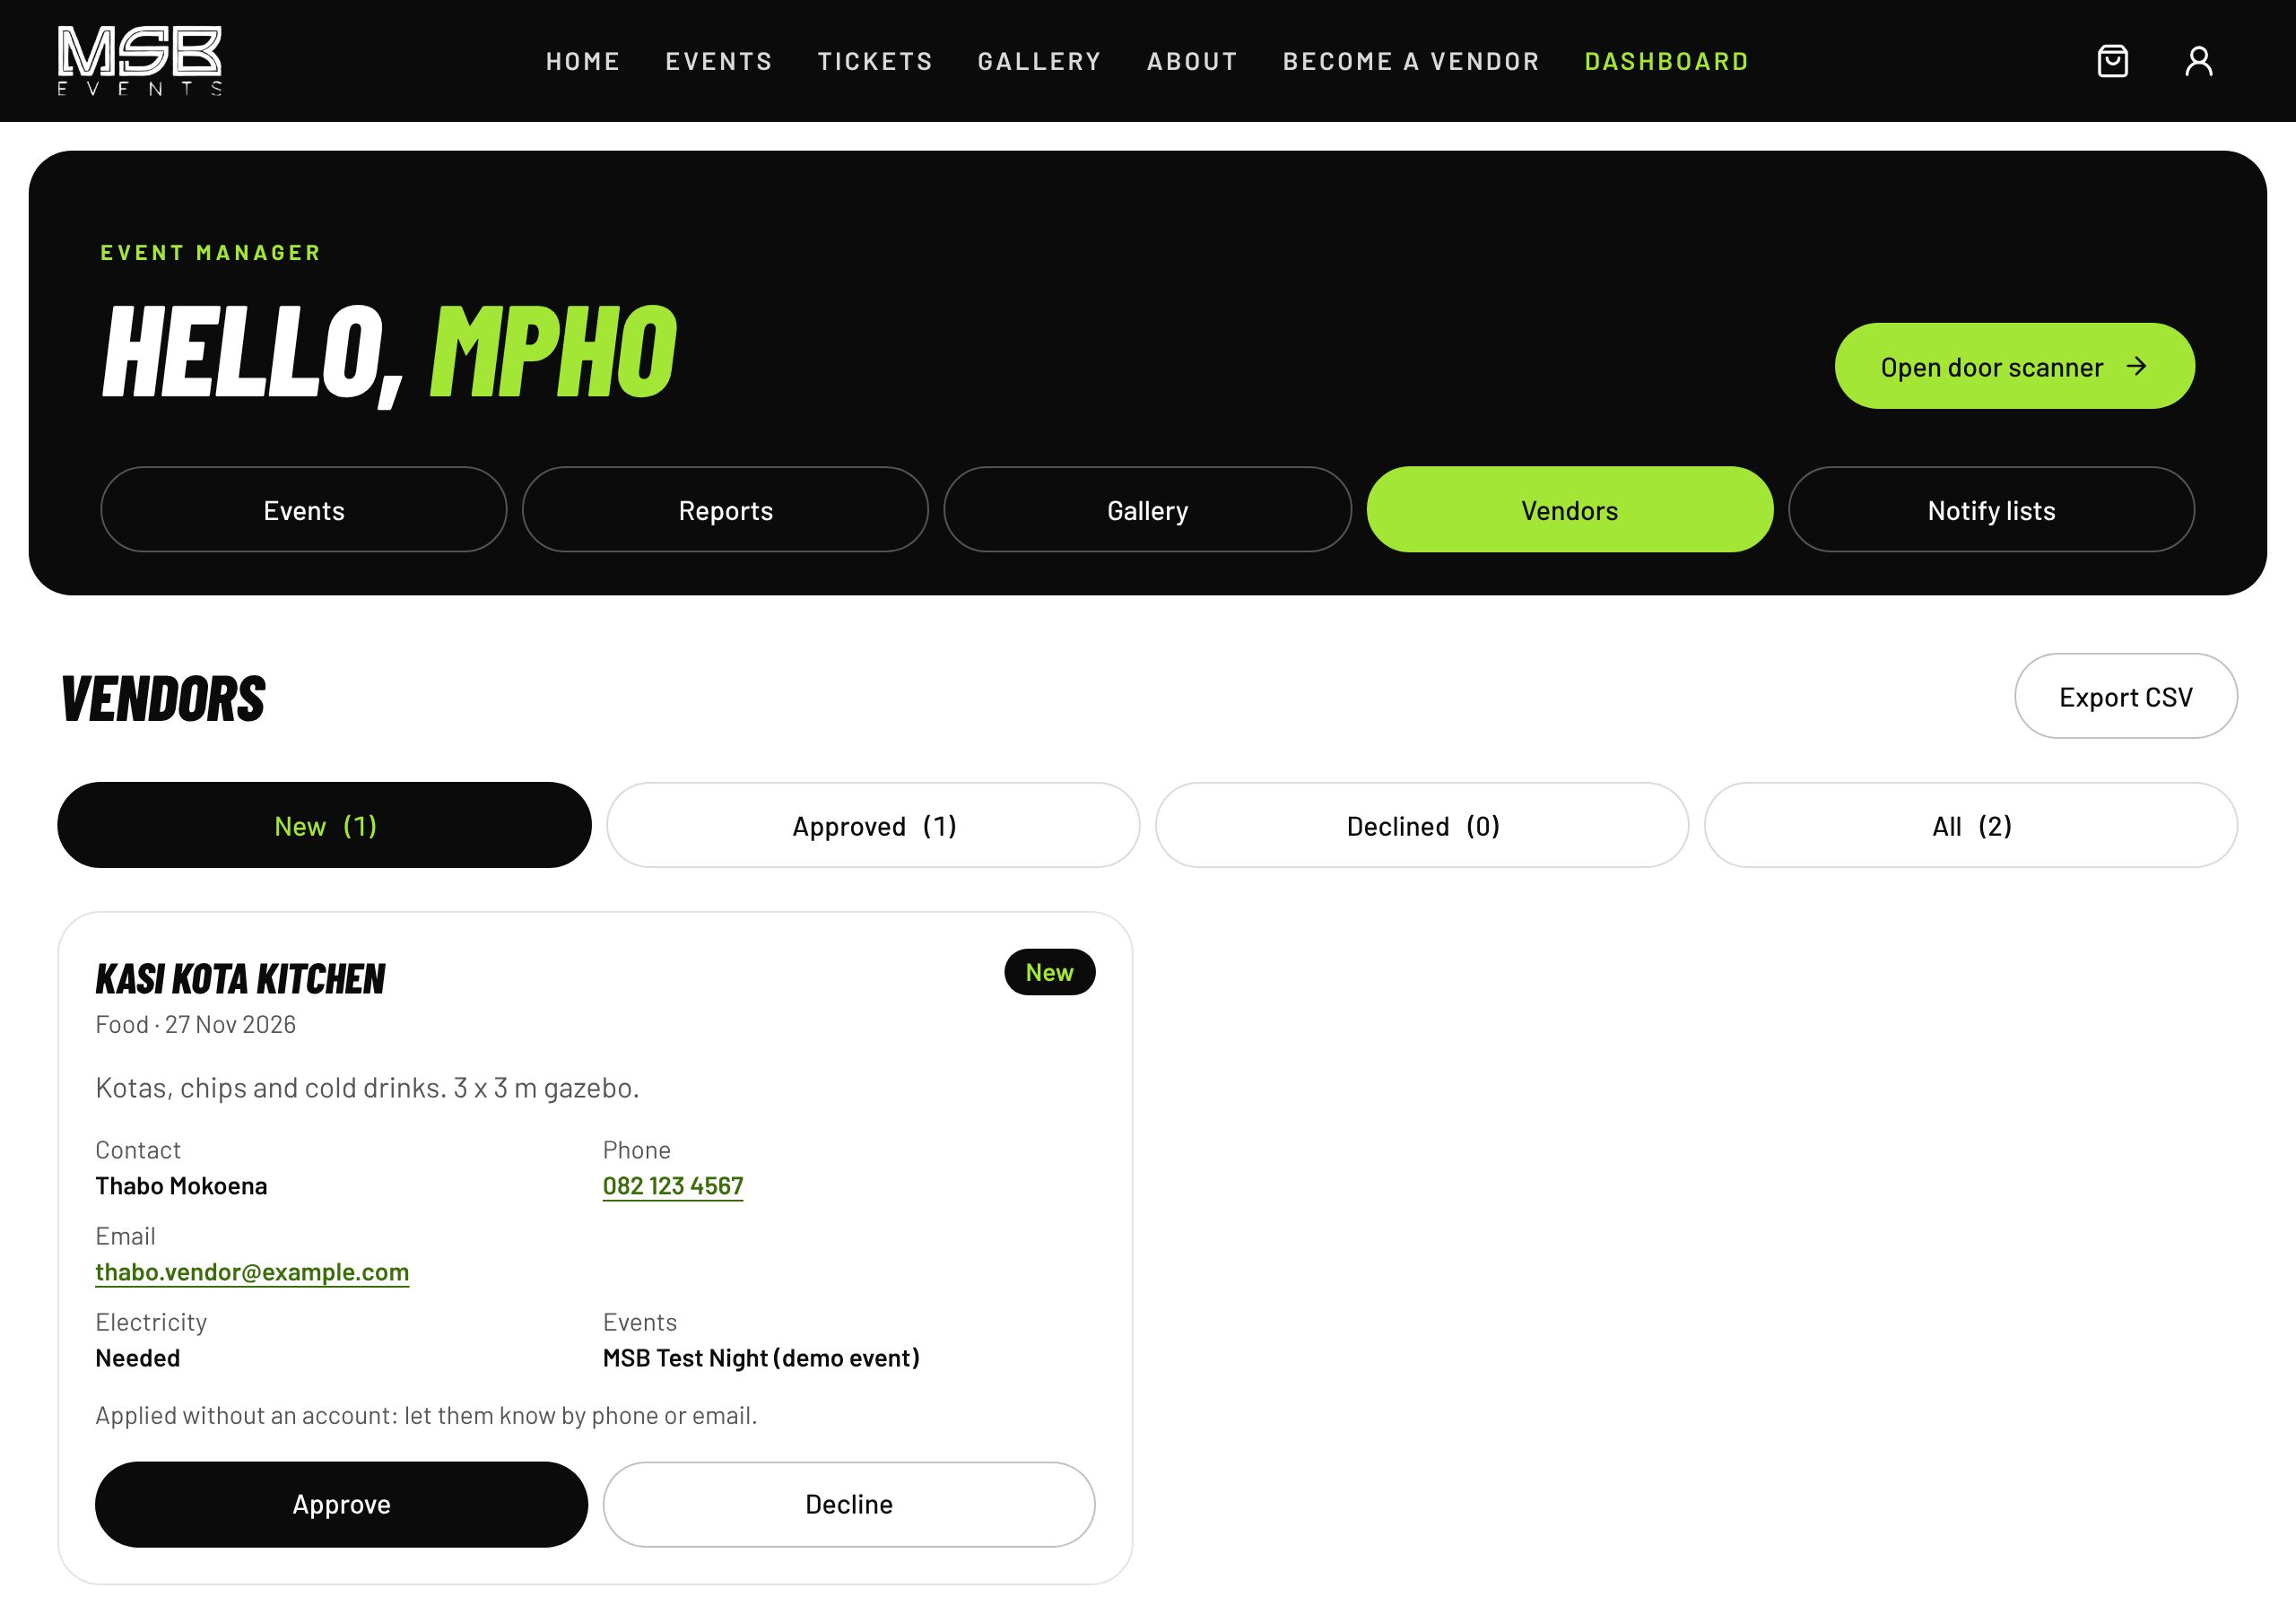 MSB
EVENTS
HOME EVENTS TICKETS GALLERY ABOUT BECOME A VENDOR DASHBOARD
EVENT MANAGER
HELLO, MPHO
Open door scanner →
Events Reports Gallery Vendors Notify lists
VENDORS
Export CSV
New (1) Approved (1) Declined (0) All (2)
KASI KOTA KITCHEN
New
Food · 27 Nov 2026
Kotas, chips and cold drinks. 3 x 3 m gazebo.
Contact Phone
Thabo Mokoena 082 123 4567
Email
thabo.vendor@example.com
Electricity Events
Needed MSB Test Night (demo event)
Applied without an account: let them know by phone or email.
Approve Decline